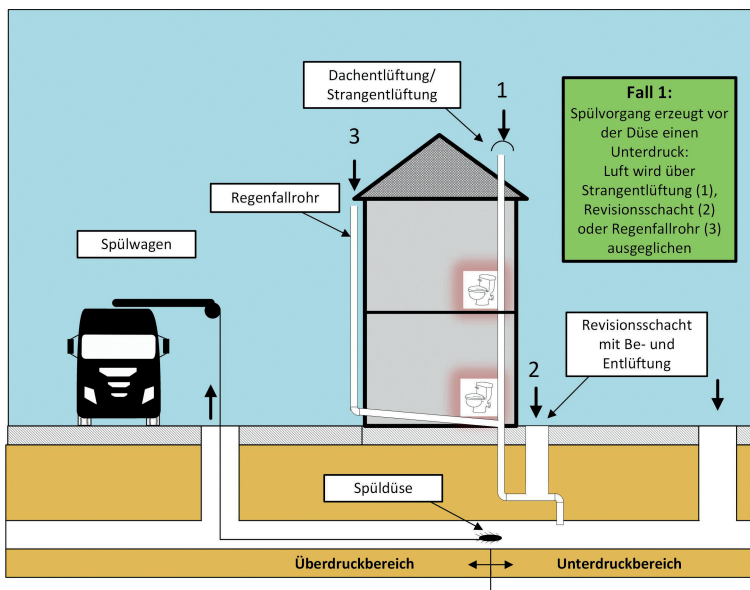 Dachentlüftung/
Strangentlüftung
1
3
Fall 1:
Spülvorgang erzeugt vor
der Düse einen
Unterdruck:
Luft wird über
Strangentlüftung (1),
Revisionsschacht (2)
oder Regenfallrohr (3)
ausgeglichen
Regenfallrohr
Spülwagen
Revisionsschacht
mit Be- und
Entlüftung
2
Spüldüse
Überdruckbereich
Unterdruckbereich